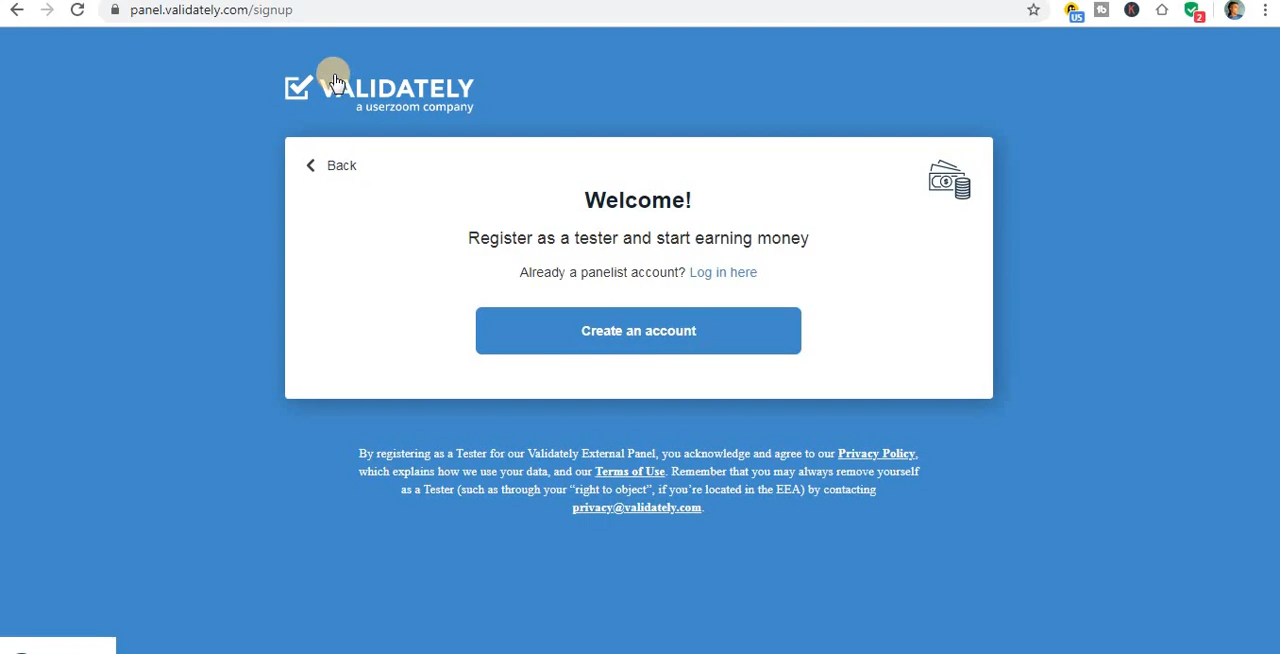 panel.validately.com/signup
US
K
2
VALIDATELY
a userzoom company
Back
Welcome!
Register as a tester and start earning money
Already a panelist account? Log in here
Create an account
By registering as a Tester for our Validately External Panel, you acknowledge and agree to our Privacy Policy,
which explains how we use your data, and our Terms of Use. Remember that you may always remove yourself
as a Tester (such as through your “right to object”, if you’re located in the EEA) by contacting
privacy@validately.com.